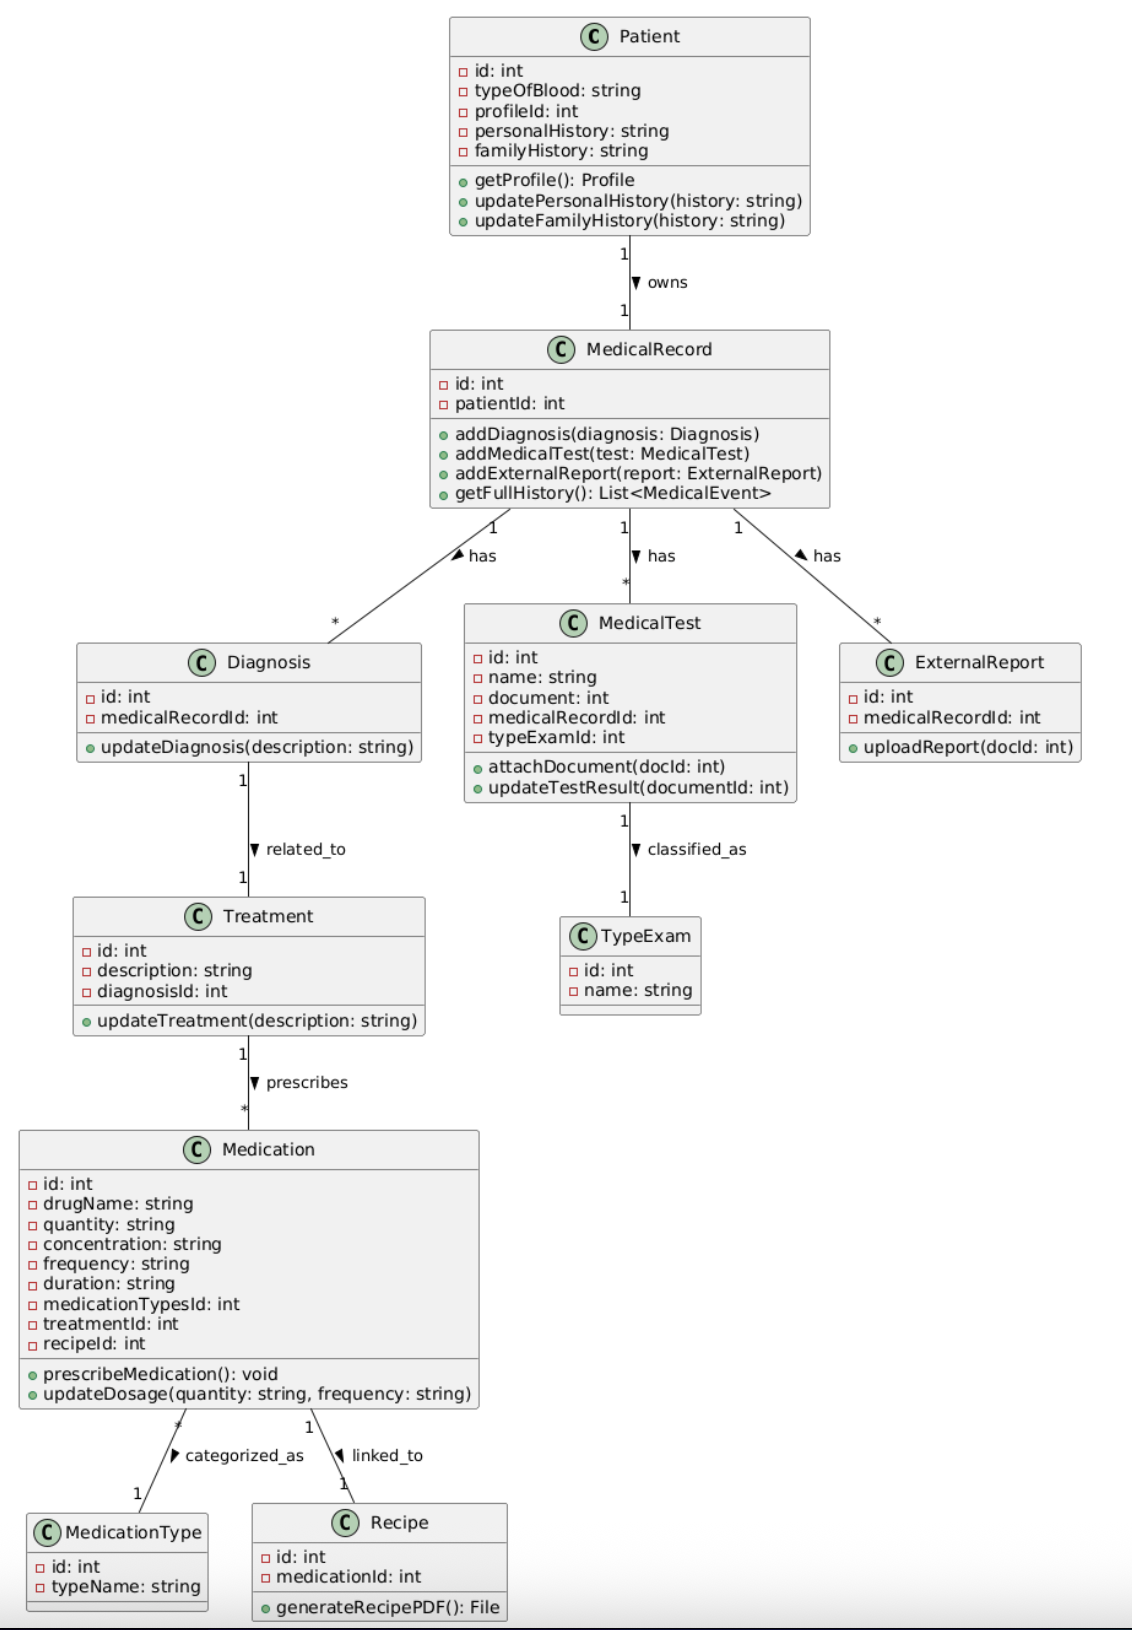 C Patient
id: int
typeOfBlood: string
profileId: int
personalHistory: string
familyHistory: string
getProfile(): Profile
updatePersonalHistory(history: string)
updateFamilyHistory(history: string)
1
owns
1
C MedicalRecord
id: int
patientId: int
addDiagnosis(diagnosis: Diagnosis)
addMedicalTest(test: MedicalTest)
addExternalReport(report: ExternalReport)
getFullHistory(): List<MedicalEvent>
1
has
*
1
has
*
1
has
*
C Diagnosis
id: int
medicalRecordId: int
updateDiagnosis(description: string)
C MedicalTest
id: int
name: string
document: int
medicalRecordId: int
typeExamId: int
attachDocument(docId: int)
updateTestResult(documentId: int)
C ExternalReport
id: int
medicalRecordId: int
uploadReport(docId: int)
1
related_to
1
1
classified_as
1
C Treatment
id: int
description: string
diagnosisId: int
updateTreatment(description: string)
C TypeExam
id: int
name: string
1
prescribes
*
C Medication
id: int
drugName: string
quantity: string
concentration: string
frequency: string
duration: string
medicationTypesId: int
treatmentId: int
recipeId: int
prescribeMedication(): void
updateDosage(quantity: string, frequency: string)
*
categorized_as
1
1
linked_to
1
C MedicationType
id: int
typeName: string
C Recipe
id: int
medicationId: int
generateRecipePDF(): File